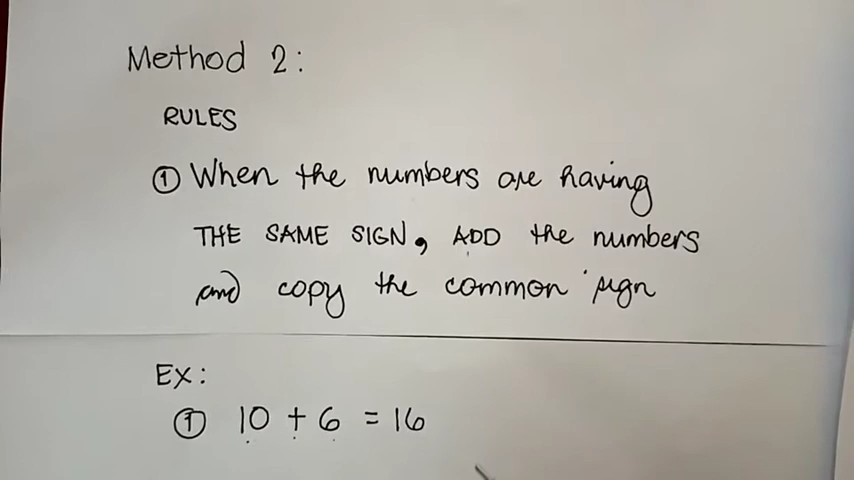 Method 2:
RULES
① When the numbers are having
THE SAME SIGN, ADD the numbers
and copy the common sign
EX:
① 10 + 6 = 16